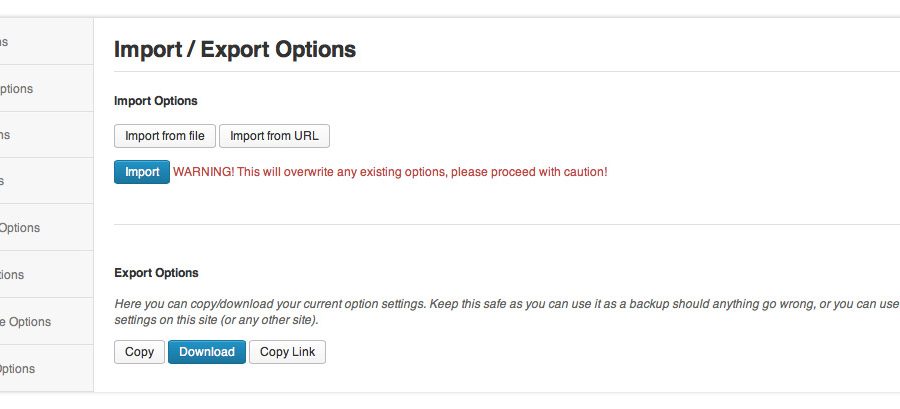 Import / Export Options
ptions
Import Options
Import from file Import from URL
Import WARNING! This will overwrite any existing options, please proceed with caution!
Options
Export Options
ions
Here you can copy/download your current option settings. Keep this safe as you can use it as a backup should anything go wrong, or you can use
settings on this site (or any other site).
e Options
Copy Download Copy Link
Options